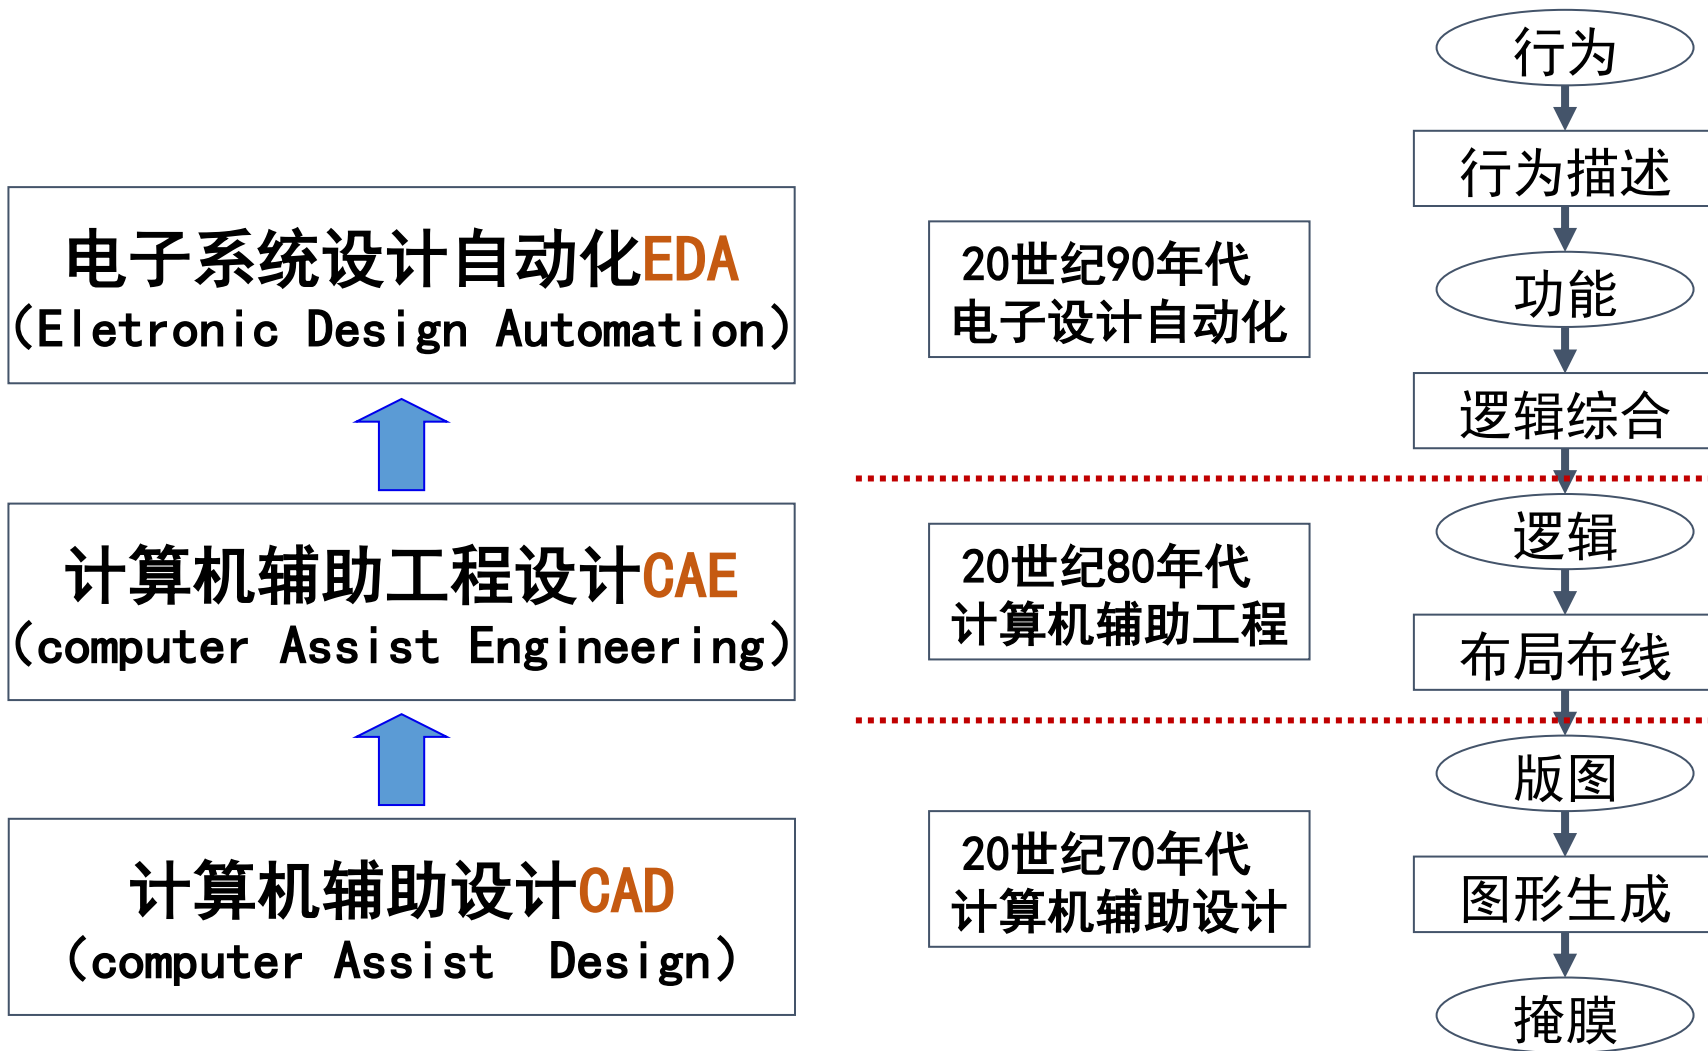 电子系统设计自动化EDA
（Eletronic Design Automation）
计算机辅助工程设计CAE
（computer Assist Engineering）
计算机辅助设计CAD
（computer Assist  Design）
20世纪90年代
电子设计自动化
20世纪80年代
计算机辅助工程
20世纪70年代
计算机辅助设计
行为
行为描述
功能
逻辑综合
逻辑
布局布线
版图
图形生成
掩膜